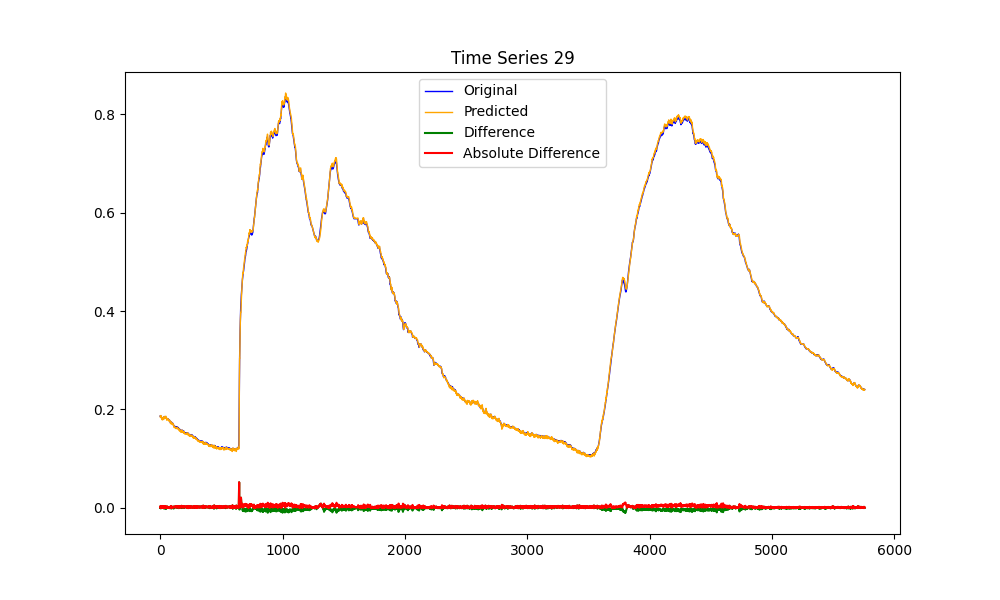 Time Series 29
Original
Predicted
Difference
Absolute Difference
0.8
0.6
0.4
0.2
0.0
0 1000 2000 3000 4000 5000 6000